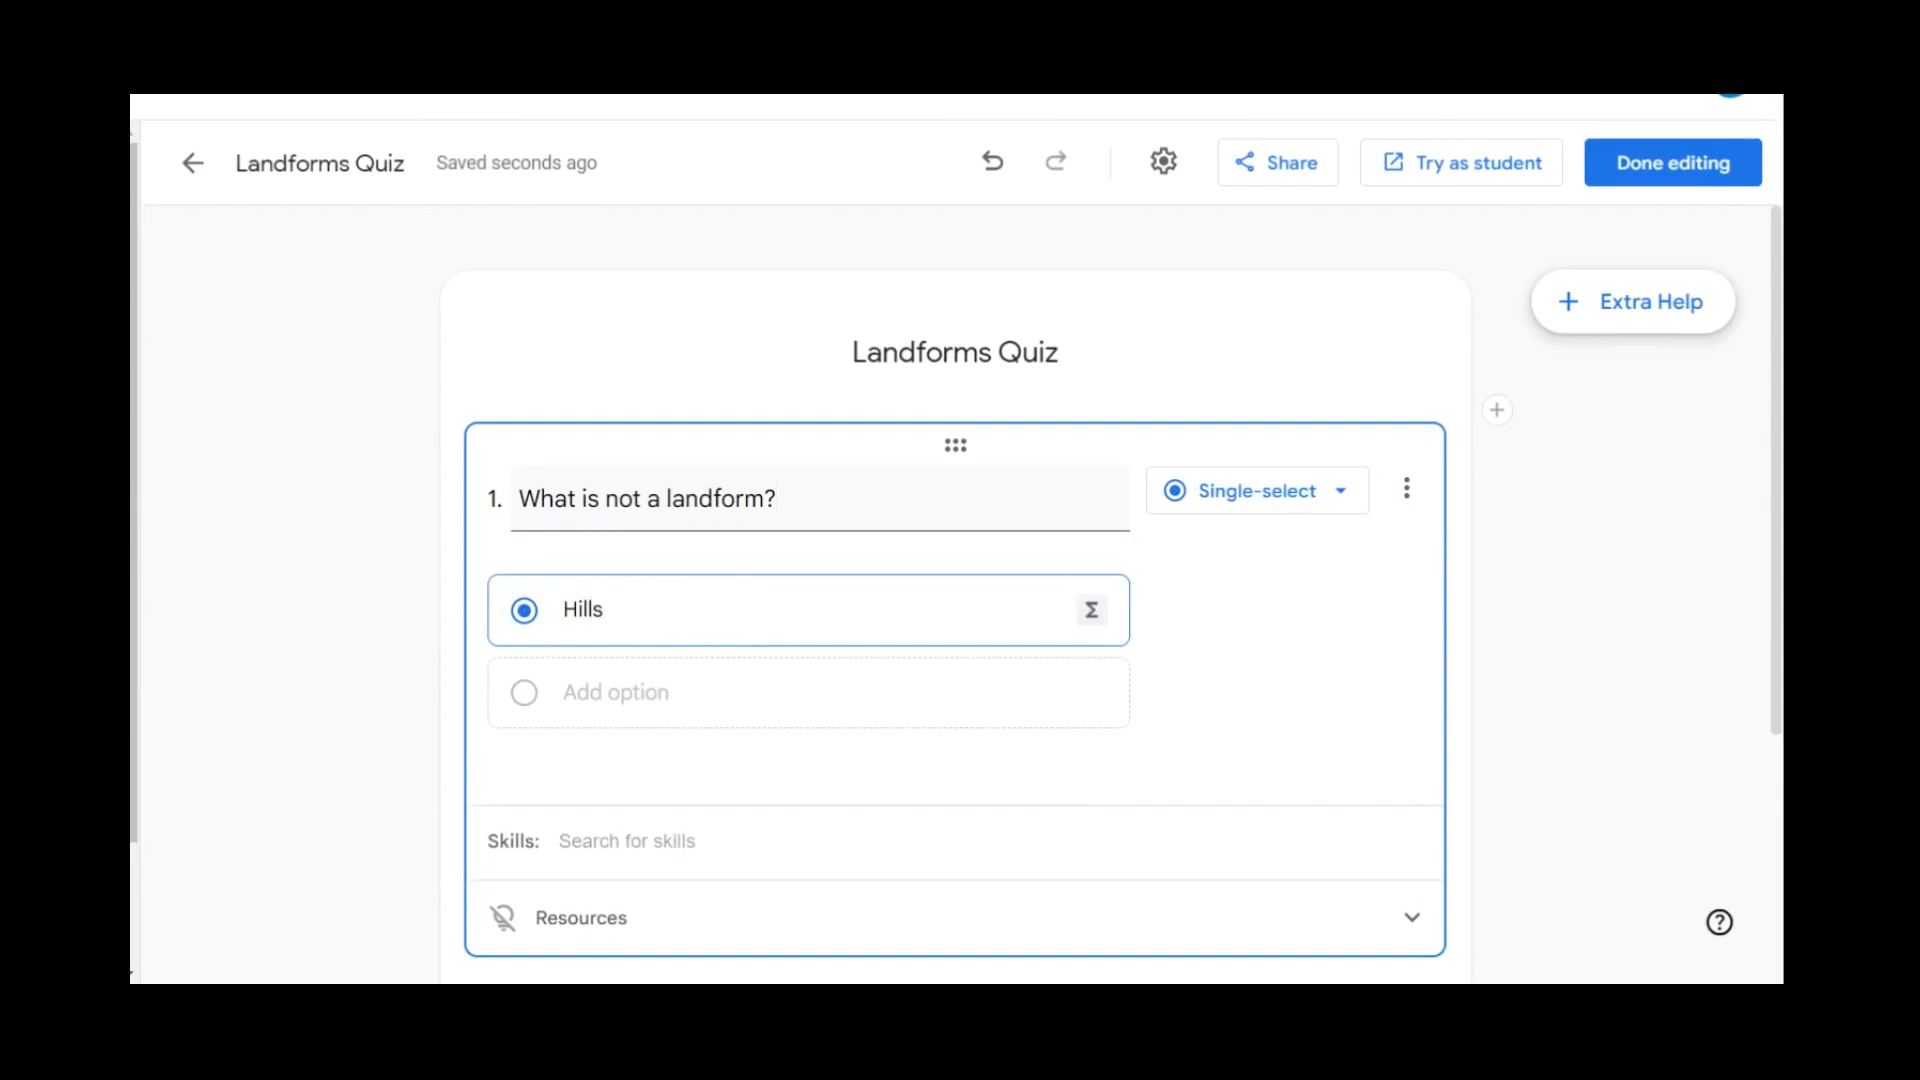 Landforms Quiz Saved seconds ago Share Try as student Done editing
Extra Help
Landforms Quiz
1. What is not a landform? Single-select
Hills Σ
Add option
Skills: Search for skills
Resources